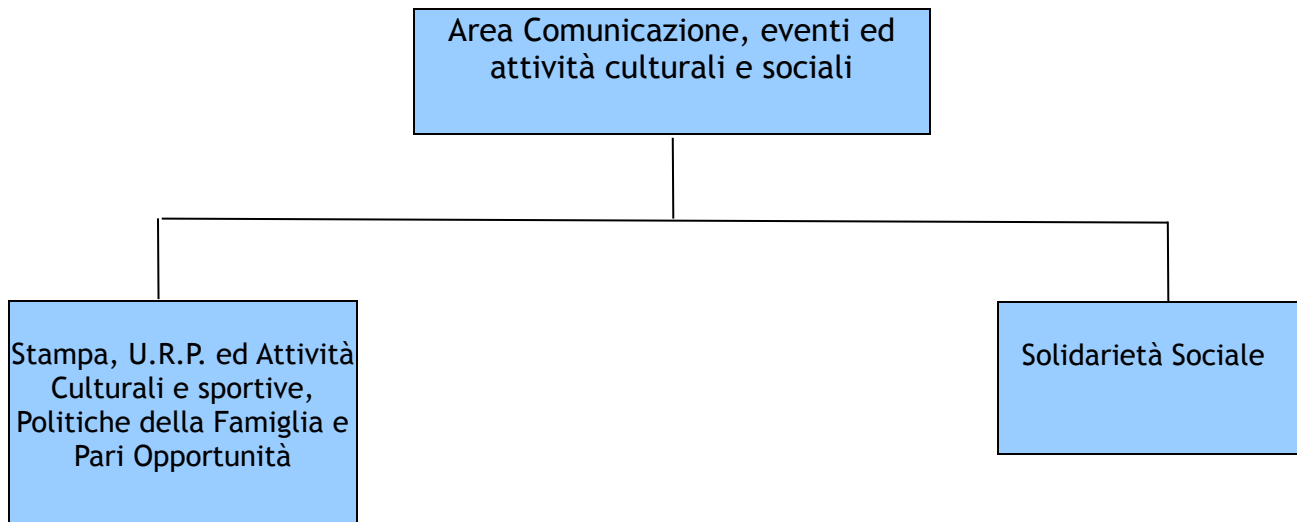 Area Comunicazione, eventi ed
attività culturali e sociali
Stampa, U.R.P. ed Attività
Culturali e sportive,
Politiche della Famiglia e
Pari Opportunità
Solidarietà Sociale